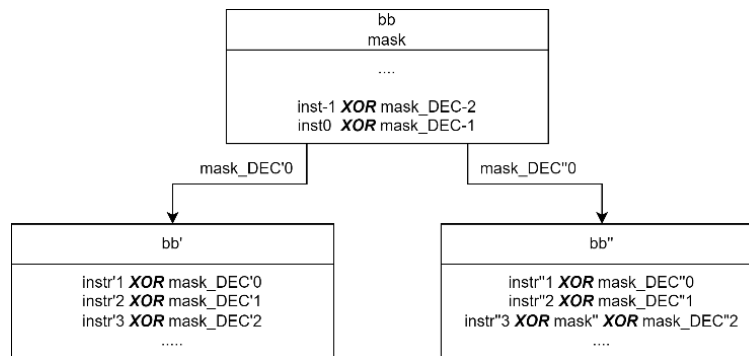 bb
mask
....
inst-1 XOR mask_DEC-2
inst0 XOR mask_DEC-1
mask_DEC'0
mask_DEC"0
bb'
instr'1 XOR mask_DEC'0
instr'2 XOR mask_DEC'1
instr'3 XOR mask_DEC'2
.....
bb"
instr"1 XOR mask_DEC"0
instr"2 XOR mask_DEC"1
instr"3 XOR mask" XOR mask_DEC"2
....